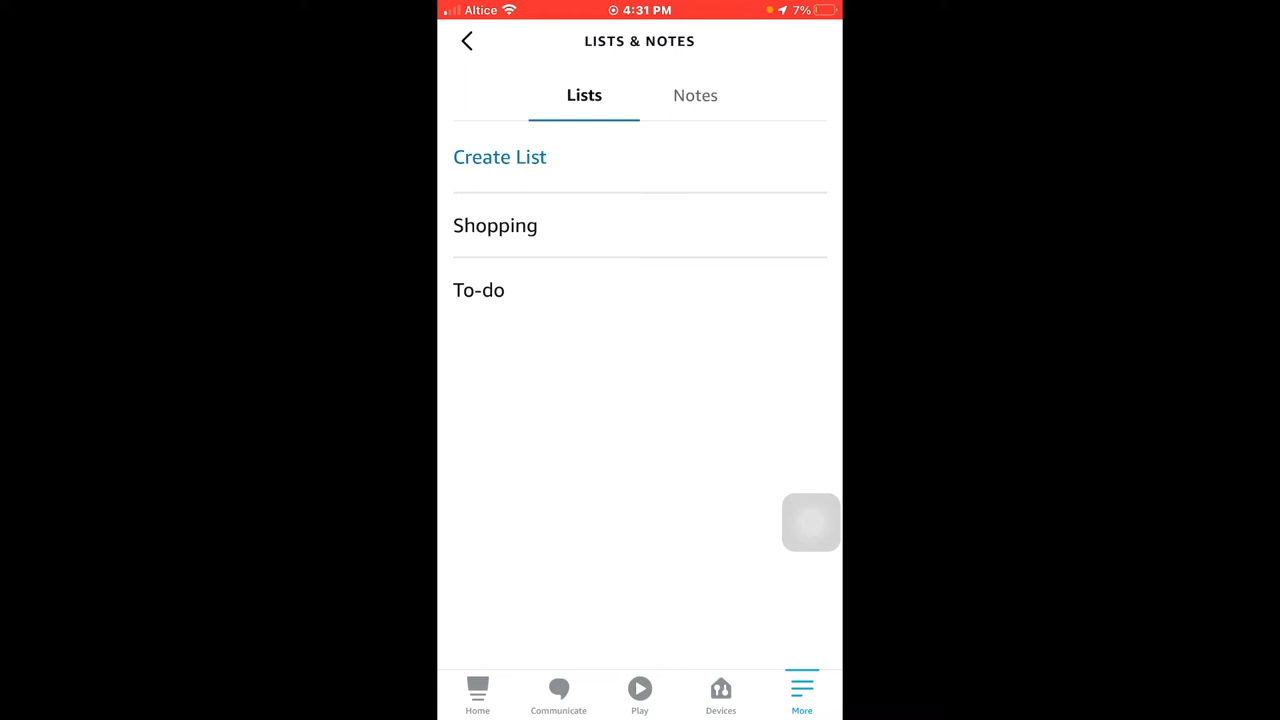 Altice 4:31 PM 7%
LISTS & NOTES
Lists Notes
Create List
Shopping
To-do
Home Communicate Play Devices More